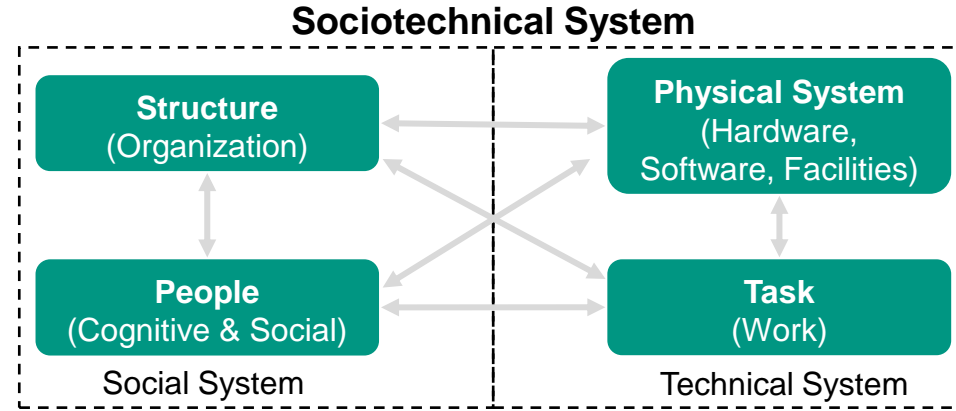 Sociotechnical System
Structure
(Organization)
Physical System
(Hardware,
Software, Facilities)
People
(Cognitive & Social)
Task
(Work)
Social System
Technical System